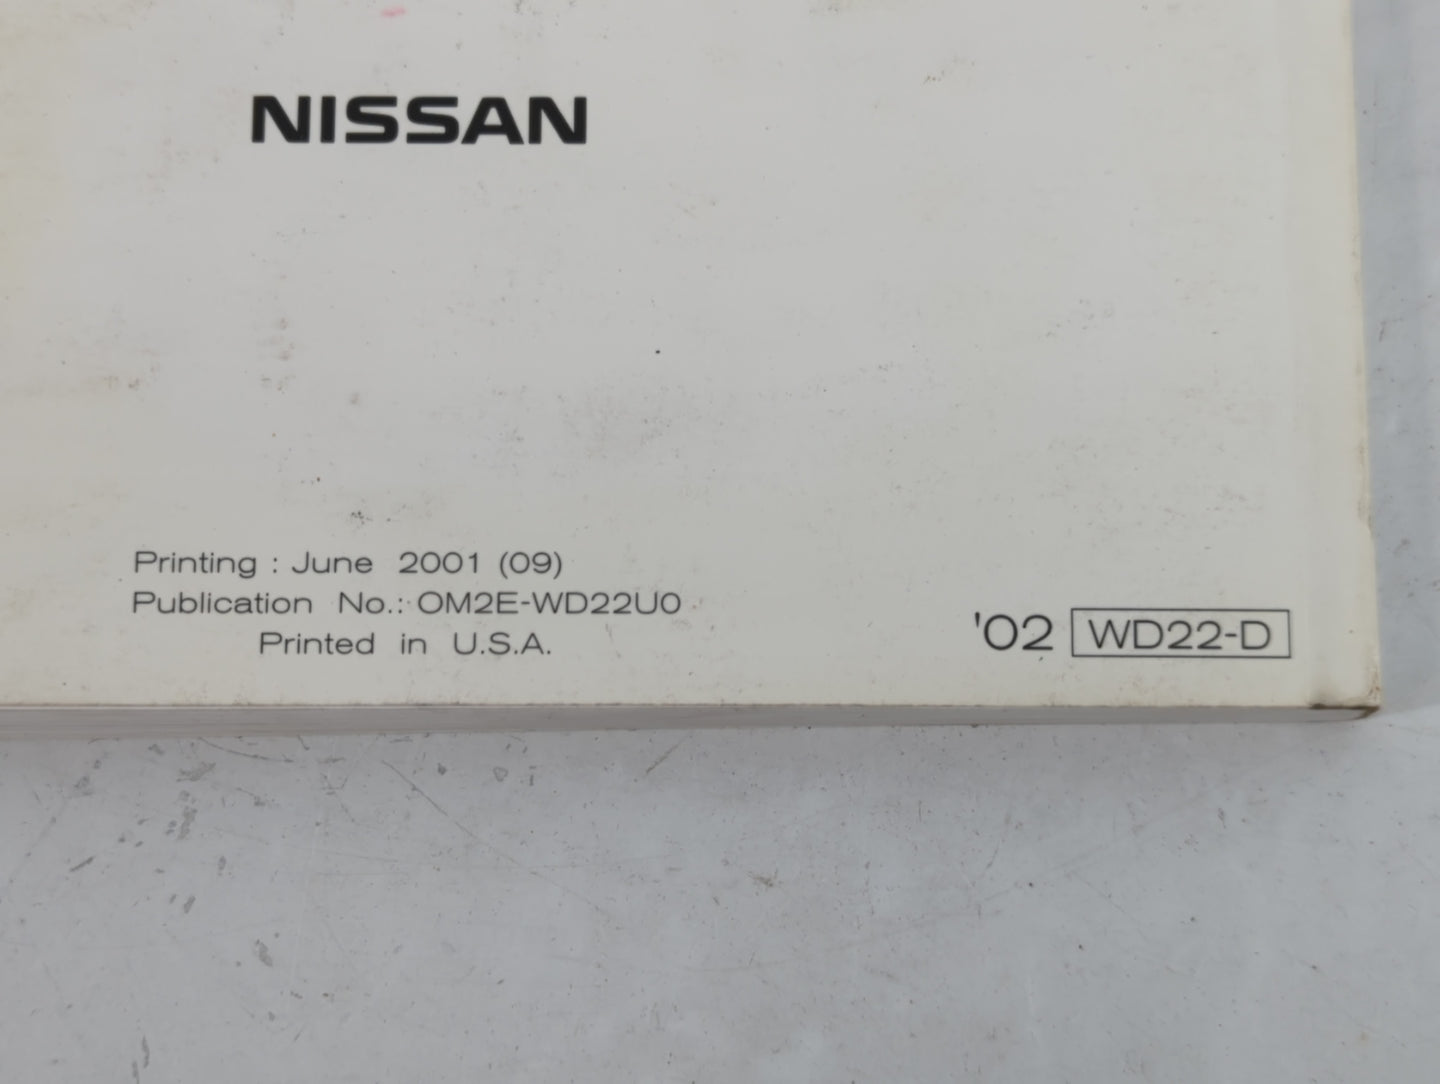 NISSAN
Printing : June 2001 (09)
Publication No.: OM2E-WD22U0
Printed in U.S.A.
'02 WD22-D